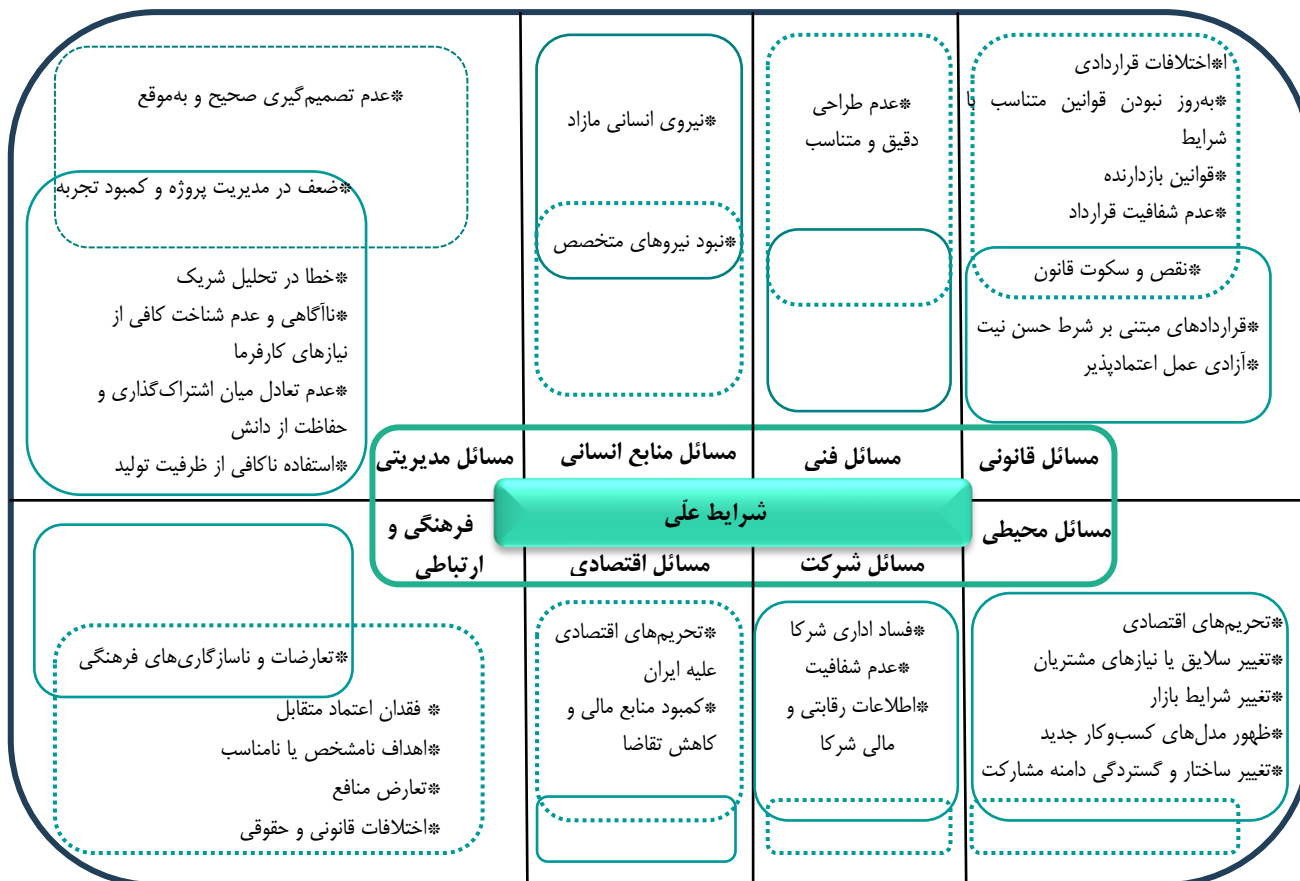 ا*اختلافات قراردادی
*به‌روز نبودن قوانین متناسب با
شرایط
*قوانین بازدارنده
*عدم شفافیت قرارداد
*نقص و سکوت قانون
*قراردادهای مبتنی بر شرط حسن نیت
*آزادی عمل اعتمادپذیر
*عدم طراحی
دقیق و متناسب
*نیروی انسانی مازاد
*نبود نیروهای متخصص
*عدم تصمیم‌گیری صحیح و به‌موقع
*ضعف در مدیریت پروژه و کمبود تجربه
*خطا در تحلیل شریک
*ناآگاهی و عدم شناخت کافی از
نیازهای کارفرما
*عدم تعادل میان اشتراک‌گذاری و
حفاظت از دانش
*استفاده ناکافی از ظرفیت تولید
مسائل قانونی
مسائل فنی
مسائل منابع انسانی
مسائل مدیریتی
شرایط علّی
مسائل محیطی
مسائل شرکت
مسائل اقتصادی
فرهنگی و
ارتباطی
*تحریم‌های اقتصادی
*تغییر سلایق یا نیازهای مشتریان
*تغییر شرایط بازار
*ظهور مدل‌های کسب‌وکار جدید
*تغییر ساختار و گستردگی دامنه مشارکت
*فساد اداری شرکا
*عدم شفافیت
*اطلاعات رقابتی و
مالی شرکا
*تحریم‌های اقتصادی
علیه ایران
*کمبود منابع مالی و
کاهش تقاضا
*تعارضات و ناسازگاری‌های فرهنگی
* فقدان اعتماد متقابل
*اهداف نامشخص یا نامناسب
*تعارض منافع
*اختلافات قانونی و حقوقی